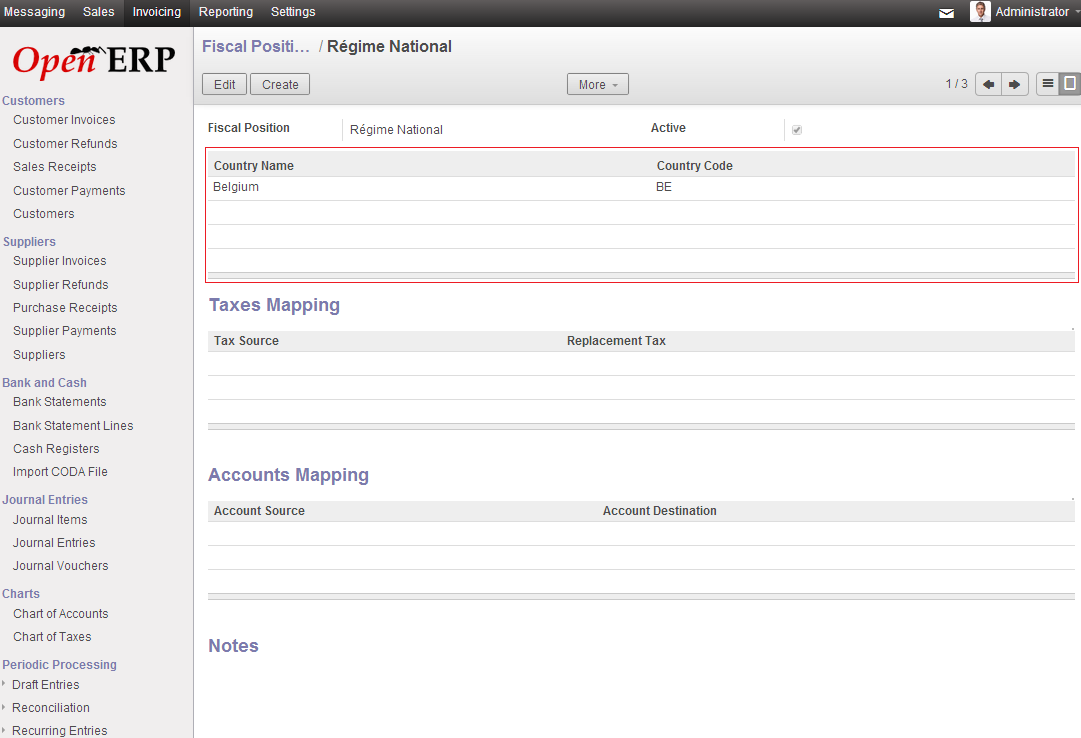 Messaging Sales Invoicing Reporting Settings Administrator
Open ERP
Customers
Customer Invoices
Customer Refunds
Sales Receipts
Customer Payments
Customers
Suppliers
Supplier Invoices
Supplier Refunds
Purchase Receipts
Supplier Payments
Suppliers
Bank and Cash
Bank Statements
Bank Statement Lines
Cash Registers
Import CODA File
Journal Entries
Journal Items
Journal Entries
Journal Vouchers
Charts
Chart of Accounts
Chart of Taxes
Periodic Processing
Draft Entries
Reconciliation
Recurring Entries
Fiscal Positi... / Régime National
Edit Create More 1 / 3
Fiscal Position Régime National Active
Country Name Country Code
Belgium BE
Taxes Mapping
Tax Source Replacement Tax
Accounts Mapping
Account Source Account Destination
Notes